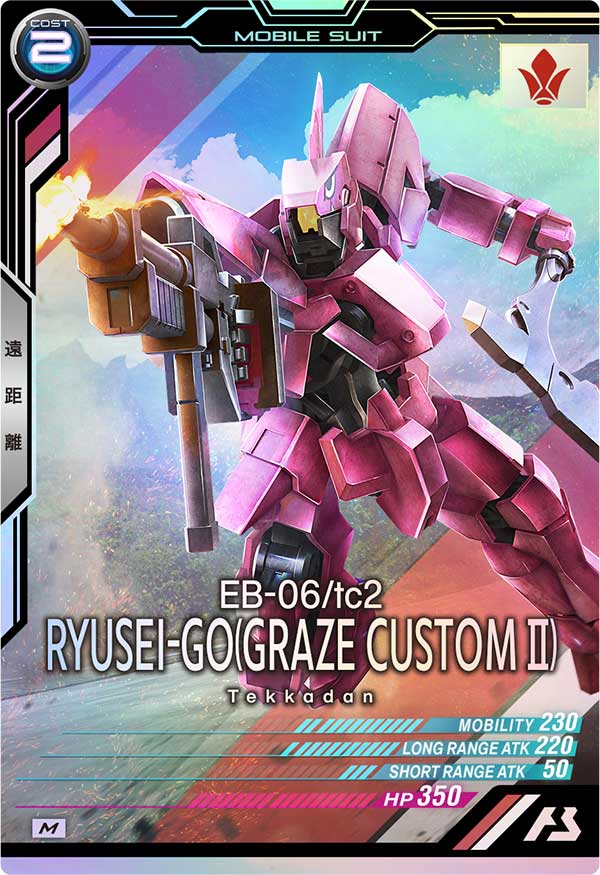 COST
2
MOBILE SUIT
遠距離
EB-06/tc2
RYUSEI-GO(GRAZE CUSTOM II)
Tekkadan
MOBILITY 230
LONG RANGE ATK 220
SHORT RANGE ATK 50
HP 350
M